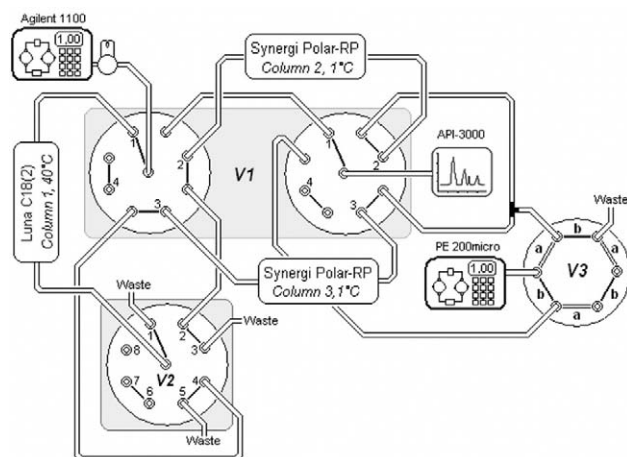 Agilent 1100
1,00
Synergi Polar-RP
Column 2, 1°C
Luna C18(2)
Column 1, 40°C
1
2
3
4
V1
1
2
3
4
API-3000
Waste
PE 200micro
1,00
b
a
a
b
b
a
V3
Synergi Polar-RP
Column 3, 1°C
Waste
Waste
1
2
3
4
5
6
7
8
V2
Waste